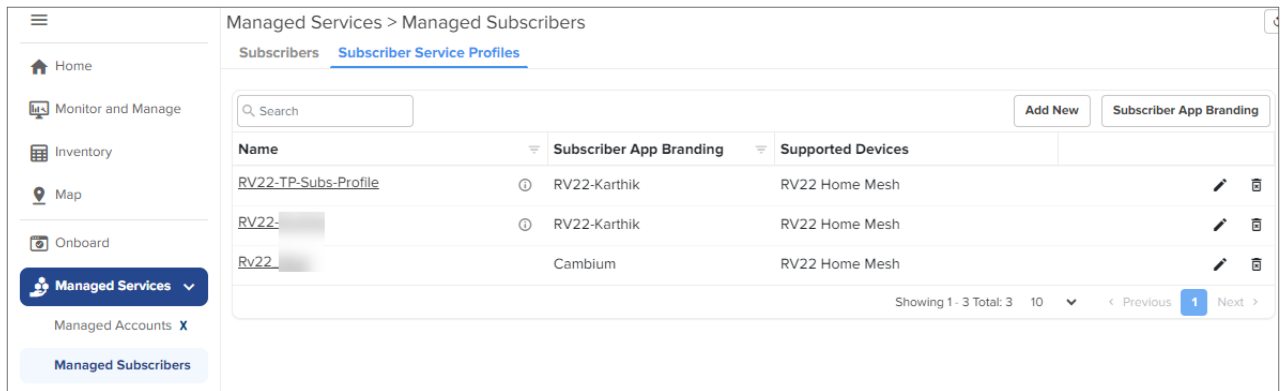 Managed Services > Managed Subscribers
Subscribers Subscriber Service Profiles
Home
Monitor and Manage
Inventory
Map
Onboard
Managed Services
Managed Accounts X
Managed Subscribers
Search
Add New
Subscriber App Branding
Name Subscriber App Branding Supported Devices
RV22-TP-Subs-Profile RV22-Karthik RV22 Home Mesh
RV22- RV22-Karthik RV22 Home Mesh
Rv22_ Cambium RV22 Home Mesh
Showing 1 - 3 Total: 3 10 < Previous 1 Next >